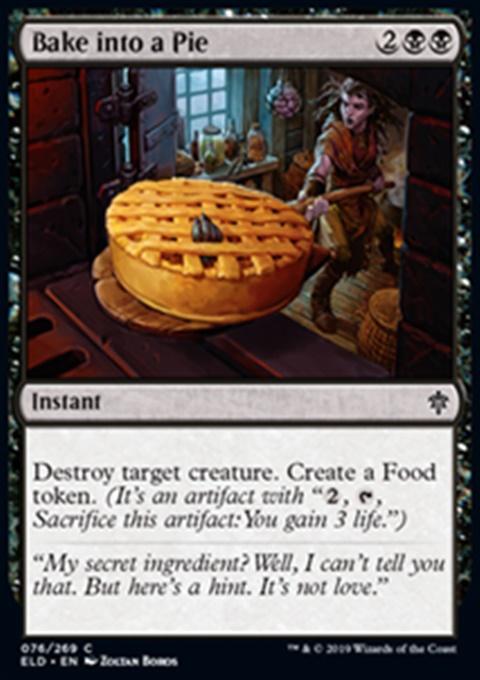 Bake into a Pie 2
Instant
Destroy target creature. Create a Food
token. (It's an artifact with “2, ,
Sacrifice this artifact: You gain 3 life.”)
“My secret ingredient? Well, I can't tell you
that. But here's a hint. It's not love.”
076/269 C
ELD • EN Zoltan Boros
™ & © 2019 Wizards of the Coast